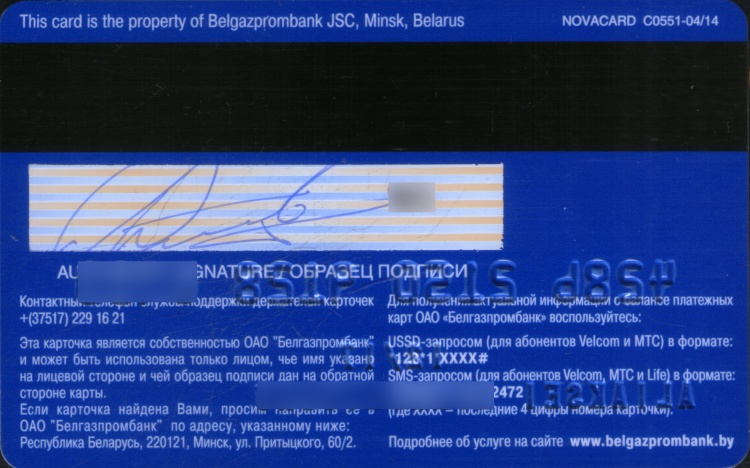 This card is the property of Belgazprombank JSC, Minsk, Belarus
NOVACARD C0551-04/14
AU GNATURE / ОБРАЗЕЦ ПОДПИСИ
Контактный телефон службы поддержки держателей карточек
+(37517) 229 16 21
Эта карточка является собственностью ОАО "Белгазпромбанк"
и может быть использована только лицом, чье имя указано
на лицевой стороне и чей образец подписи дан на обратной
стороне карты.
Если карточка найдена Вами, просим направить ее в
ОАО "Белгазпромбанк" по адресу, указанному ниже:
Республика Беларусь, 220121, Минск, ул. Притыцкого, 60/2.
Для получения актуальной информации о балансе платежных
карт ОАО «Белгазпромбанк» воспользуйтесь:
USSD-запросом (для абонентов Velcom и МТС) в формате:
*123*1*XXXX#
SMS-запросом (для абонентов Velcom, МТС и Life) в формате:
2472
(где XXXX – последние 4 цифры номера карточки).
Подробнее об услуге на сайте www.belgazprombank.by